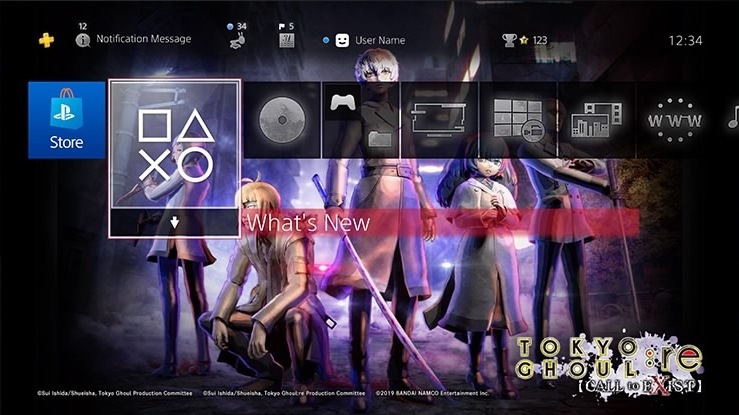 12
Notification Message
34
5
User Name
123
12:34
31
Store
What's New
www
TOKYO
GHOUL:re
[CALL to EXIST]
©Sui Ishida/Shueisha, Tokyo Ghoul Production Committee ©Sui Ishida/Shueisha, Tokyo Ghoul:re Production Committee ©2019 BANDAI NAMCO Entertainment Inc.